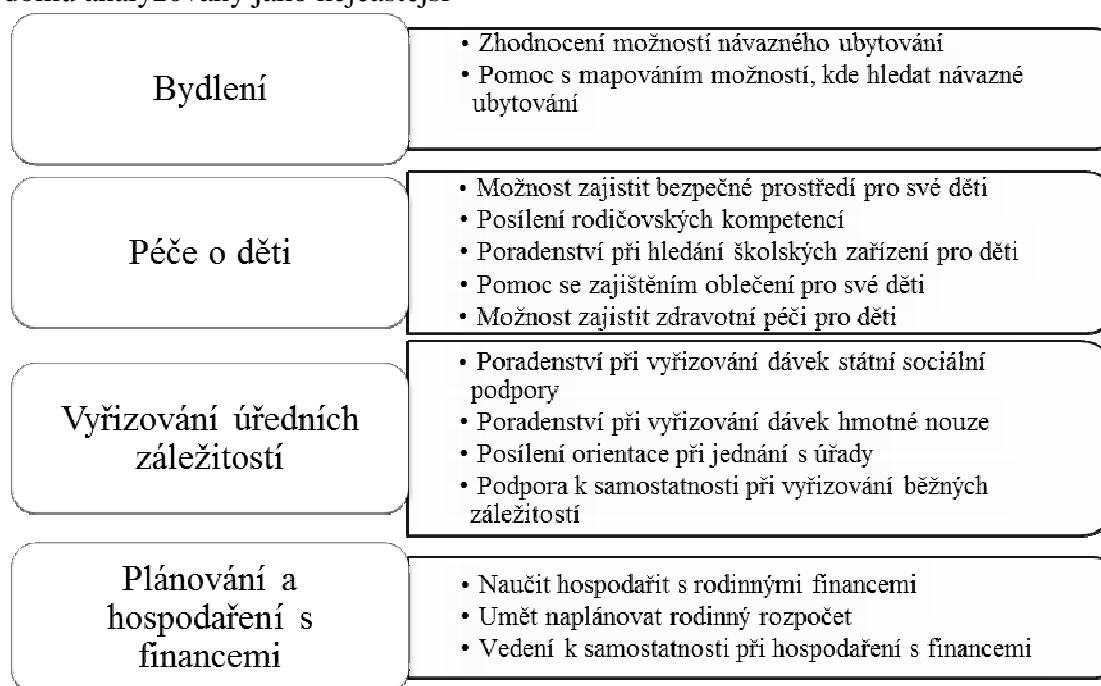 domu analyzovány jako nejčastější
Bydlení
• Zhodnocení možností návazného ubytování
• Pomoc s mapováním možností, kde hledat návazné
ubytování
Péče o děti
• Možnost zajistit bezpečné prostředí pro své děti
• Posílení rodičovských kompetencí
• Poradenství při hledání školských zařízení pro děti
• Pomoc se zajištěním oblečení pro své děti
• Možnost zajistit zdravotní péči pro děti
Vyřizování úředních
záležitostí
• Poradenství při vyřizování dávek státní sociální
podpory
• Poradenství při vyřizování dávek hmotné nouze
• Posílení orientace při jednání s úřady
• Podpora k samostatnosti při vyřizování běžných
záležitostí
Plánování a
hospodaření s
financemi
• Naučit hospodařit s rodinnými financemi
• Umět naplánovat rodinný rozpočet
• Vedení k samostatnosti při hospodaření s financemi